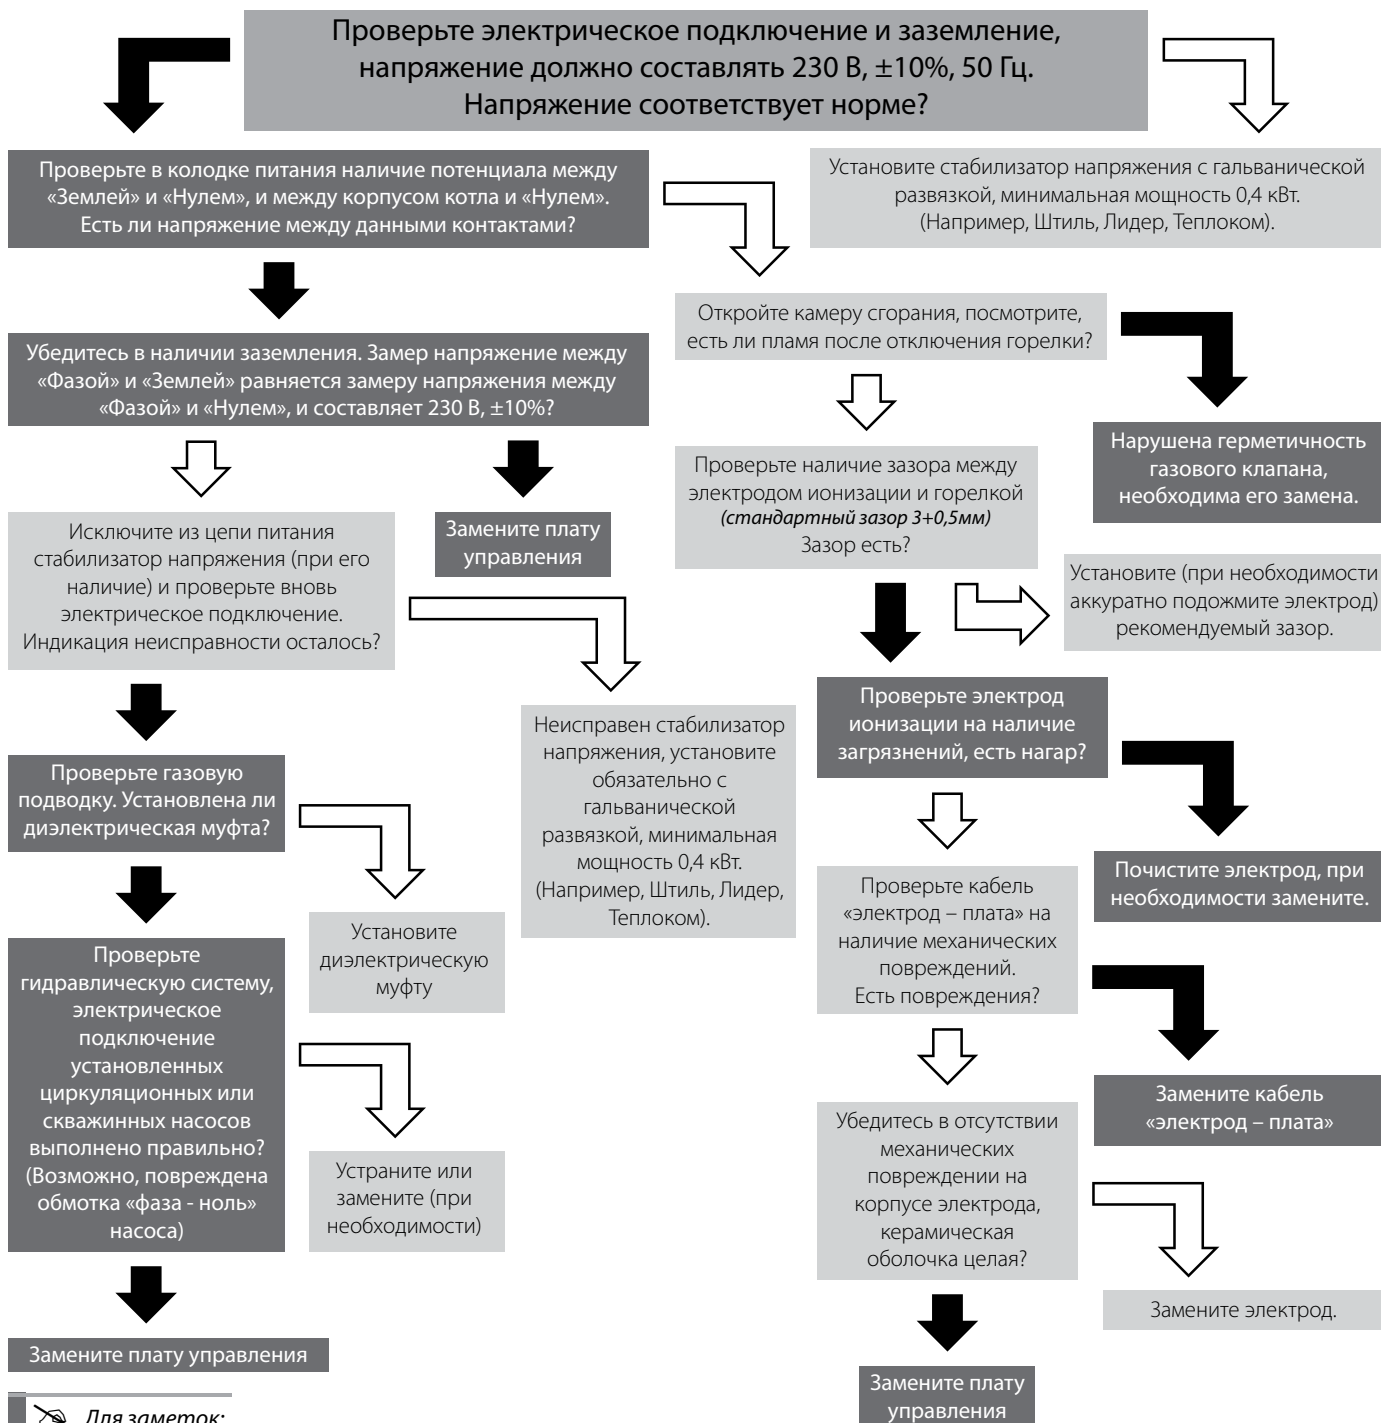 Проверьте электрическое подключение и заземление,
напряжение должно составлять 230 В, ±10%, 50 Гц.
Напряжение соответствует норме?
Проверьте в колодке питания наличие потенциала между
«Землей» и «Нулем», и между корпусом котла и «Нулем».
Есть ли напряжение между данными контактами?
Установите стабилизатор напряжения с гальванической
развязкой, минимальная мощность 0,4 кВт.
(Например, Штиль, Лидер, Теплоком).
Откройте камеру сгорания, посмотрите,
есть ли пламя после отключения горелки?
Убедитесь в наличии заземления. Замер напряжение между
«Фазой» и «Землей» равняется замеру напряжения между
«Фазой» и «Нулем», и составляет 230 В, ±10%?
Нарушена герметичность
газового клапана,
необходима его замена.
Проверьте наличие зазора между
электродом ионизации и горелкой
(стандартный зазор 3+0,5мм)
Зазор есть?
Исключите из цепи питания
стабилизатор напряжения (при его
наличие) и проверьте вновь
электрическое подключение.
Индикация неисправности осталось?
Замените плату
управления
Установите (при необходимости
аккуратно подожмите электрод)
рекомендуемый зазор.
Проверьте электрод
ионизации на наличие
загрязнений, есть нагар?
Неисправен стабилизатор
напряжения, установите
обязательно с
гальванической
развязкой, минимальная
мощность 0,4 кВт.
(Например, Штиль, Лидер,
Теплоком).
Проверьте газовую
подводку. Установлена ли
диэлектрическая муфта?
Почистите электрод, при
необходимости замените.
Проверьте кабель
«электрод – плата» на
наличие механических
повреждений.
Есть повреждения?
Установите
диэлектрическую
муфту
Проверьте
гидравлическую систему,
электрическое
подключение
установленных
циркуляционных или
скважинных насосов
выполнено правильно?
(Возможно, повреждена
обмотка «фаза - ноль»
насоса)
Замените кабель
«электрод – плата»
Убедитесь в отсутствии
механических
повреждении на
корпусе электрода,
керамическая
оболочка целая?
Устраните или
замените (при
необходимости)
Замените электрод.
Замените плату управления
Замените плату
управления
Для заметок: